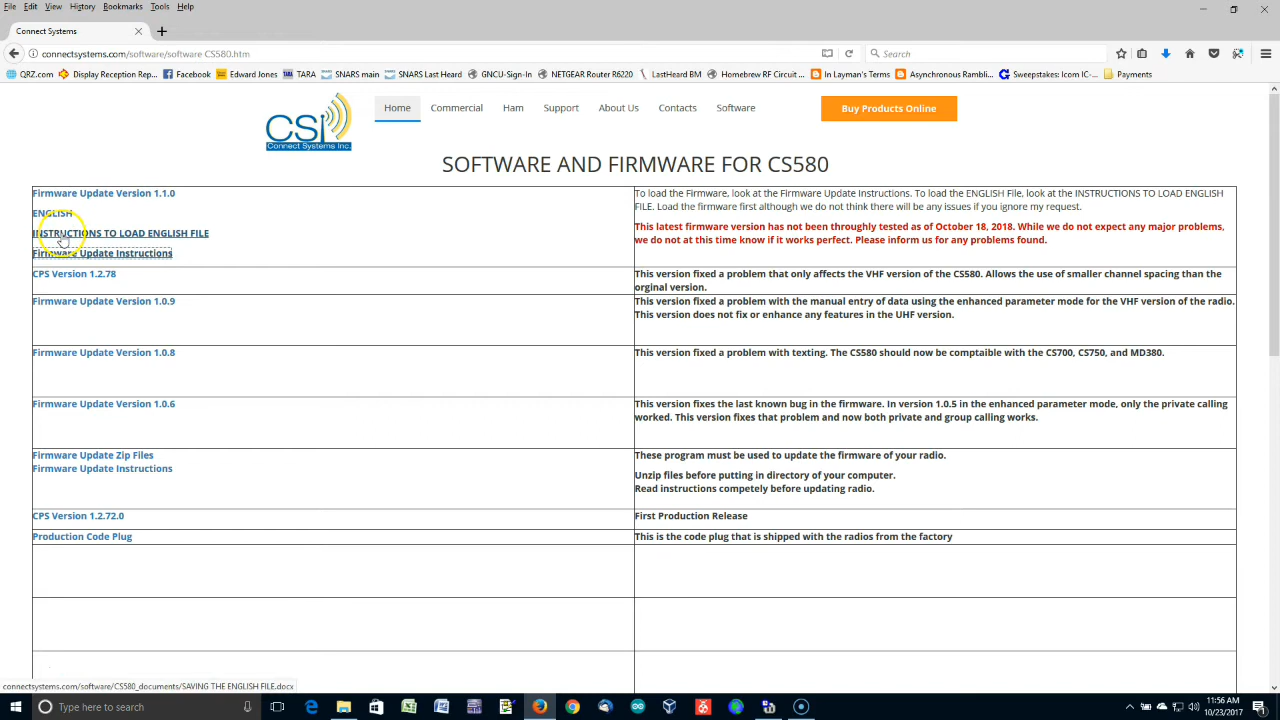 File Edit View History Bookmarks Tools Help
Connect Systems
connectsystems.com/software/software CS580.htm
Search
QRZ.com Display Reception Rep... Facebook Edward Jones TARA SNARS main SNARS Last Heard GNCU-Sign-In NETGEAR Router R6220 LastHeard BM Homebrew RF Circuit ... In Layman's Terms Asynchronous Rambli... Sweepstakes: Icom IC-... Payments
CSi
Connect Systems Inc.
Home Commercial Ham Support About Us Contacts Software Buy Products Online
SOFTWARE AND FIRMWARE FOR CS580
Firmware Update Version 1.1.0
ENGLISH
INSTRUCTIONS TO LOAD ENGLISH FILE
Firmware Update Instructions
To load the Firmware, look at the Firmware Update Instructions. To load the ENGLISH File, look at the INSTRUCTIONS TO LOAD ENGLISH
FILE. Load the firmware first although we do not think there will be any issues if you ignore my request.
This latest firmware version has not been throughly tested as of October 18, 2018. While we do not expect any major problems,
we do not at this time know if it works perfect. Please inform us for any problems found.
CPS Version 1.2.78
This version fixed a problem that only affects the VHF version of the CS580. Allows the use of smaller channel spacing than the
orginal version.
Firmware Update Version 1.0.9
This version fixed a problem with the manual entry of data using the enhanced parameter mode for the VHF version of the radio.
This version does not fix or enhance any features in the UHF version.
Firmware Update Version 1.0.8
This version fixed a problem with texting. The CS580 should now be comptaible with the CS700, CS750, and MD380.
Firmware Update Version 1.0.6
This version fixes the last known bug in the firmware. In version 1.0.5 in the enhanced parameter mode, only the private calling
worked. This version fixes that problem and now both private and group calling works.
Firmware Update Zip Files
Firmware Update Instructions
These program must be used to update the firmware of your radio.
Unzip files before putting in directory of your computer.
Read instructions competely before updating radio.
CPS Version 1.2.72.0
First Production Release
Production Code Plug
This is the code plug that is shipped with the radios from the factory
connectsystems.com/software/CS580_documents/SAVING THE ENGLISH FILE.docx
Type here to search
11:56 AM
10/23/2017